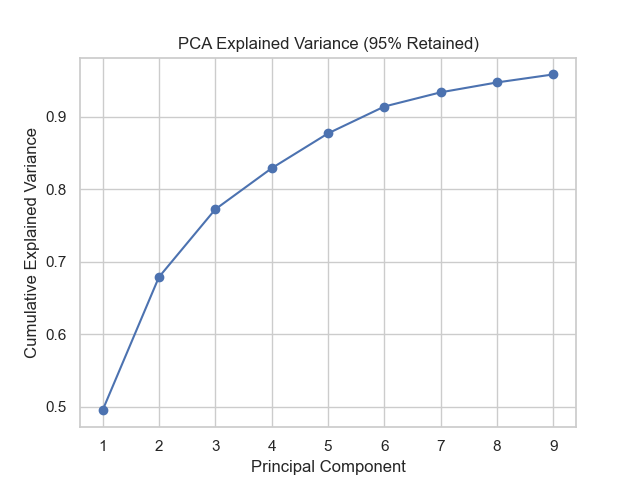 PCA Explained Variance (95% Retained)
Cumulative Explained Variance
0.9
0.8
0.7
0.6
0.5
1 2 3 4 5 6 7 8 9
Principal Component